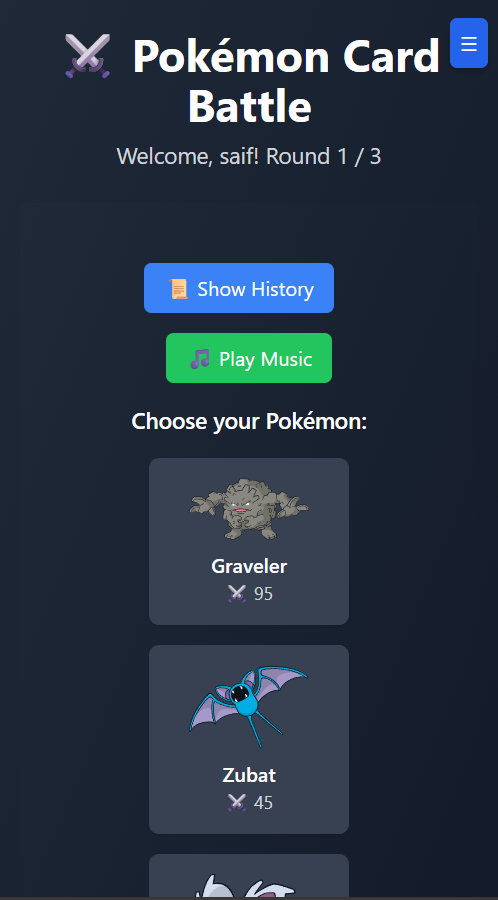 ⚔️ Pokémon Card
Battle
Welcome, saif! Round 1 / 3
📜 Show History
🎵 Play Music
Choose your Pokémon:
Graveler
⚔️ 95
Zubat
⚔️ 45